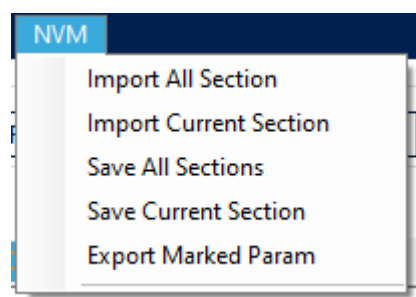 NVM
Import All Section
Import Current Section
Save All Sections
Save Current Section
Export Marked Param